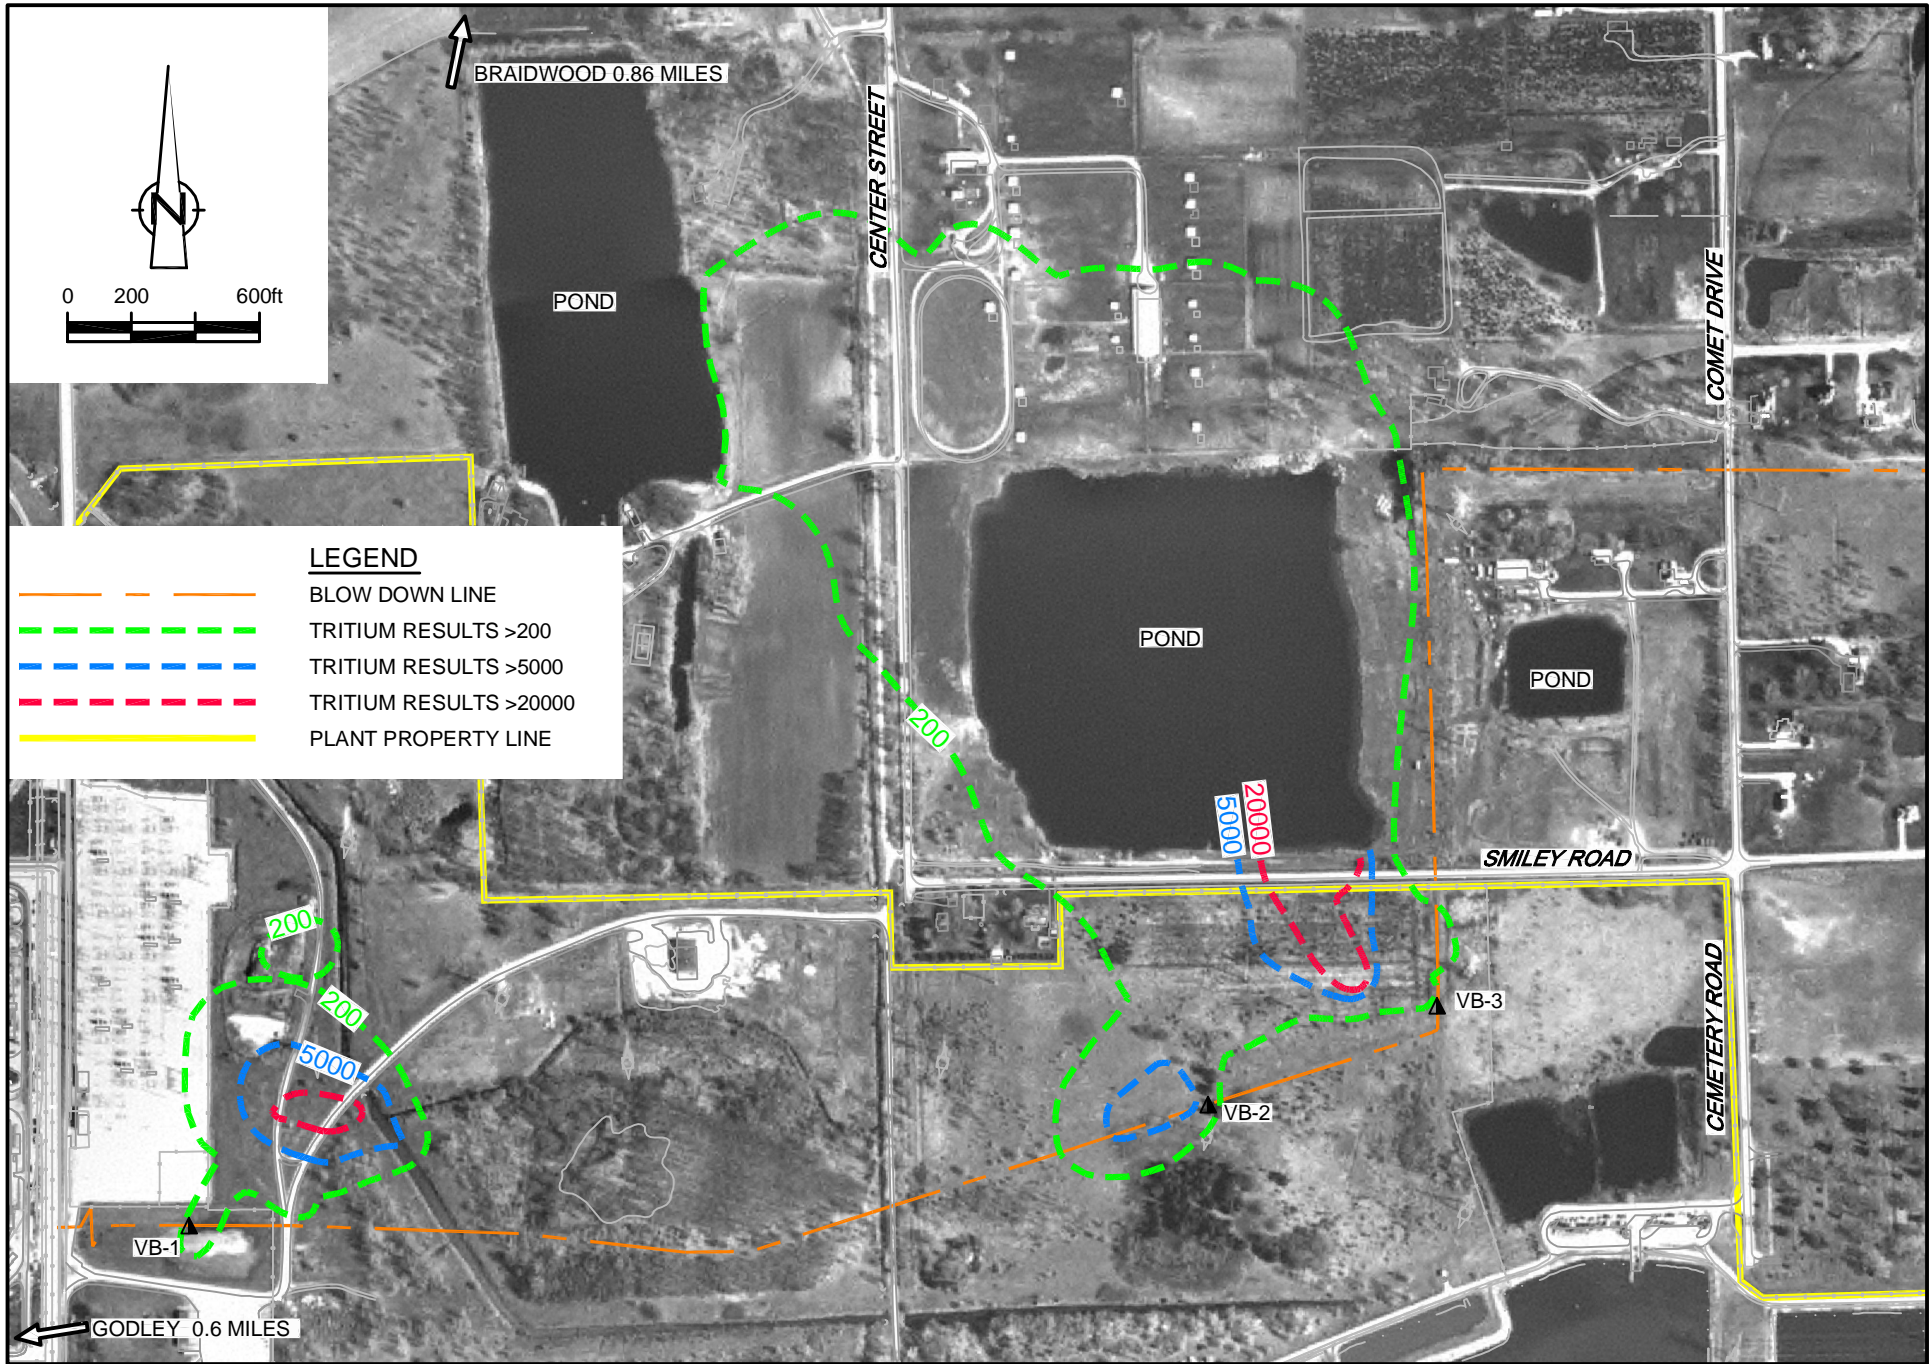 BRAIDWOOD 0.86 MILES
N
0 200 600ft
CENTER STREET
COMET DRIVE
POND
POND
POND
LEGEND
BLOW DOWN LINE
TRITIUM RESULTS >200
TRITIUM RESULTS >5000
TRITIUM RESULTS >20000
PLANT PROPERTY LINE
200
5000
20000
SMILEY ROAD
200
200
5000
VB-3
VB-2
CEMETERY ROAD
VB-1
GODLEY 0.6 MILES